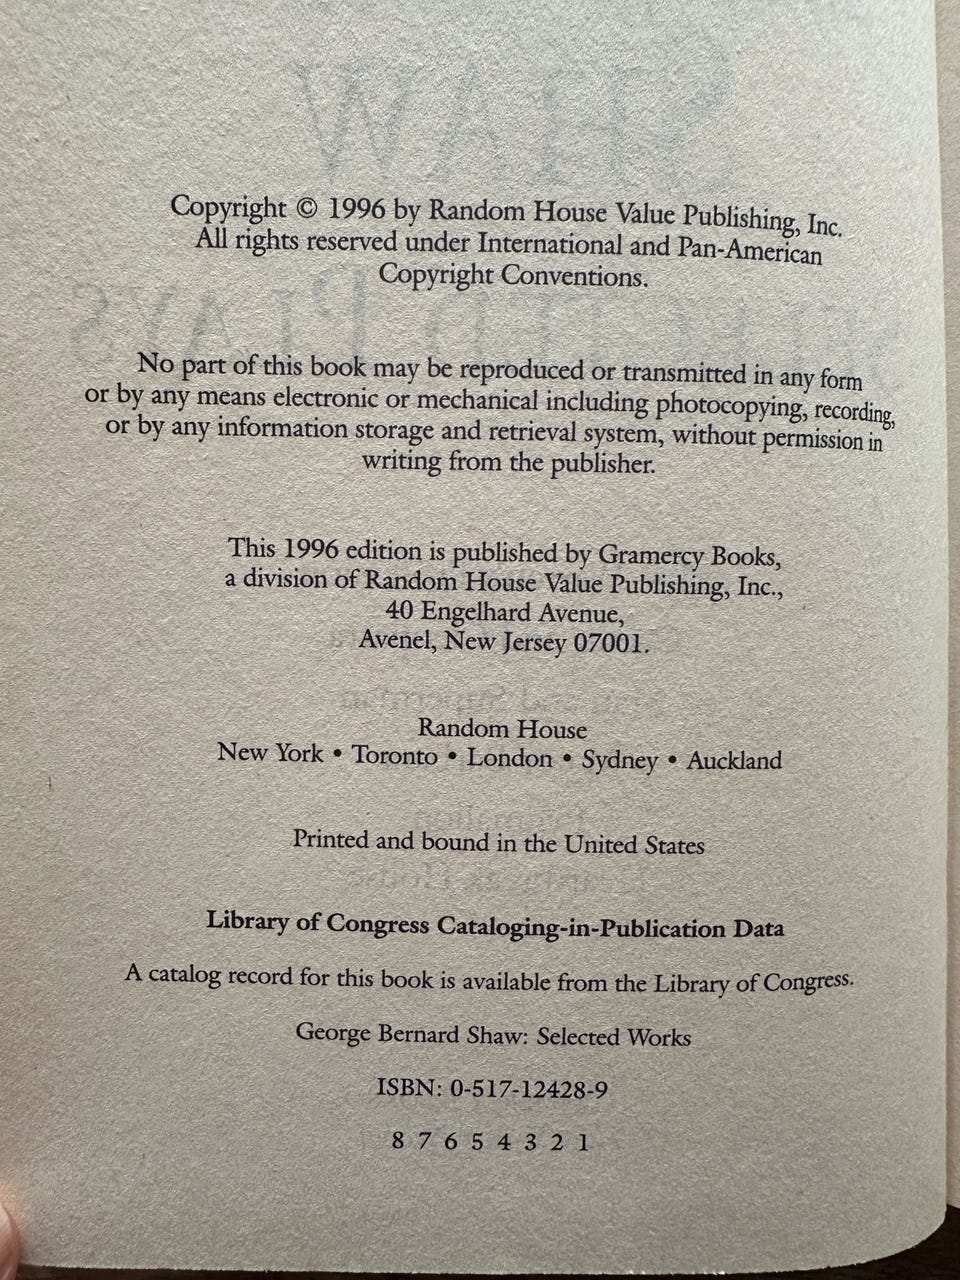 Copyright © 1996 by Random House Value Publishing, Inc.
All rights reserved under International and Pan-American
Copyright Conventions.
No part of this book may be reproduced or transmitted in any form
or by any means electronic or mechanical including photocopying, recording,
or by any information storage and retrieval system, without permission in
writing from the publisher.
This 1996 edition is published by Gramercy Books,
a division of Random House Value Publishing, Inc.,
40 Engelhard Avenue,
Avenel, New Jersey 07001.
Random House
New York • Toronto • London • Sydney • Auckland
Printed and bound in the United States
Library of Congress Cataloging-in-Publication Data
A catalog record for this book is available from the Library of Congress.
George Bernard Shaw: Selected Works
ISBN: 0-517-12428-9
8 7 6 5 4 3 2 1